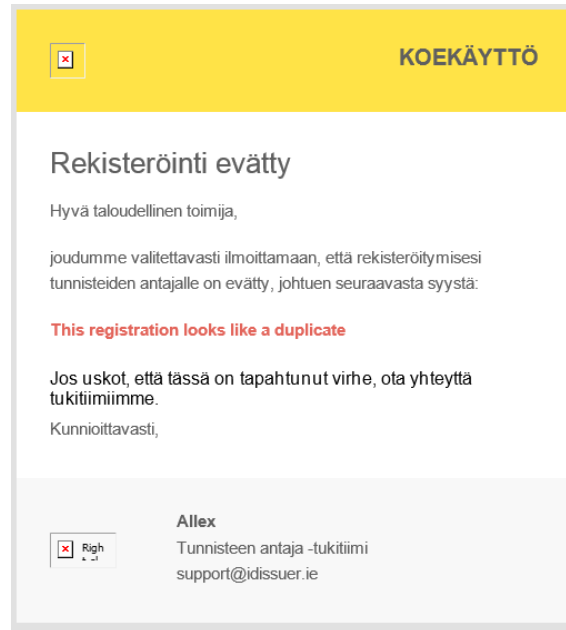 KOEKÄYTTÖ
Rekisteröinti evätty
Hyvä taloudellinen toimija,
joudumme valitettavasti ilmoittamaan, että rekisteröitymisesi
tunnisteiden antajalle on evätty, johtuen seuraavasta syystä:
This registration looks like a duplicate
Jos uskot, että tässä on tapahtunut virhe, ota yhteyttä
tukitiimiimme.
Kunnioittavasti,
Allex
Tunnisteen antaja -tukitiimi
support@idissuer.ie
Righ